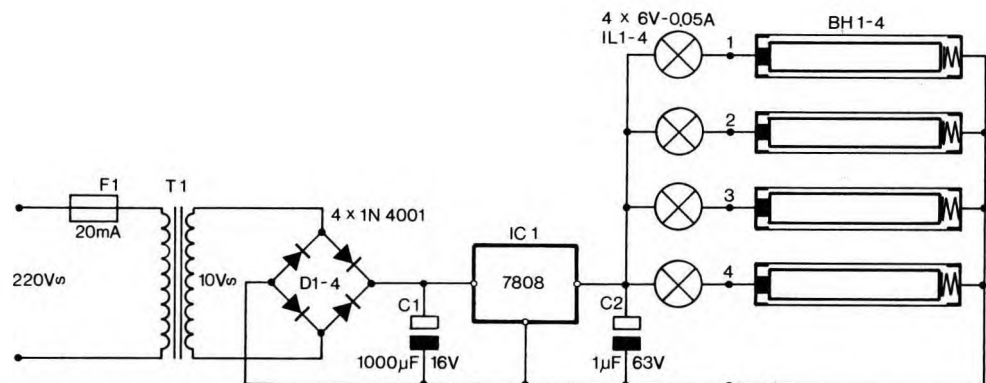 4 × 6V-0.05A
IL1-4
BH 1-4
1
2
3
4
F1
T1
20mA
220V≂
10V≂
4 × 1N 4001
D1-4
C1
1000µF 16V
IC 1
7808
C2
1µF 63V